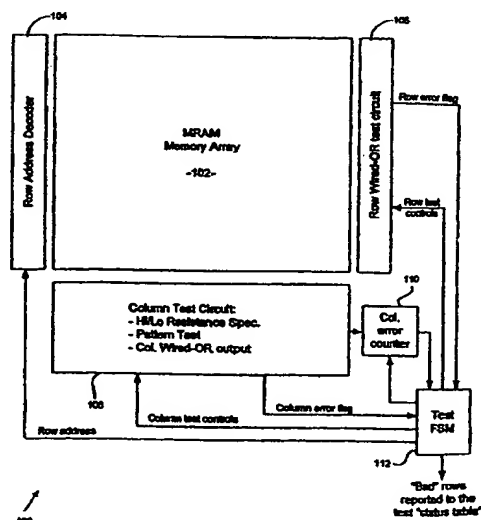 104
106
Row Address Decoder
MRAM
Memory Array
-102-
Row Wired-OR test circuit
Row error flag
Row test
controls
Column Test Circuit:
- Hi/Lo Resistance Spec.
- Pattern Test
- Col. Wired-OR output
110
Col.
error
counter
108
Column test controls
Column error flag
Row address
Test
FSM
112
"Bad" rows
reported to the
test "status table"
100